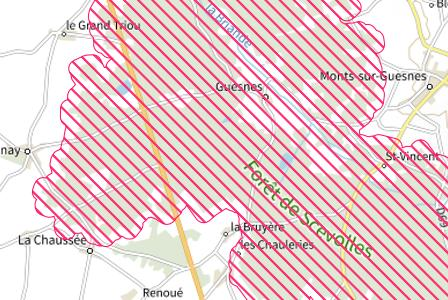 la Briande
le Grand Triou
Monts-sur-Guesnes
Guesnes
nay
St-Vincent
Forêt de Scévolles
la Bruyère
La Chaussée
les Chauleries
Renoué